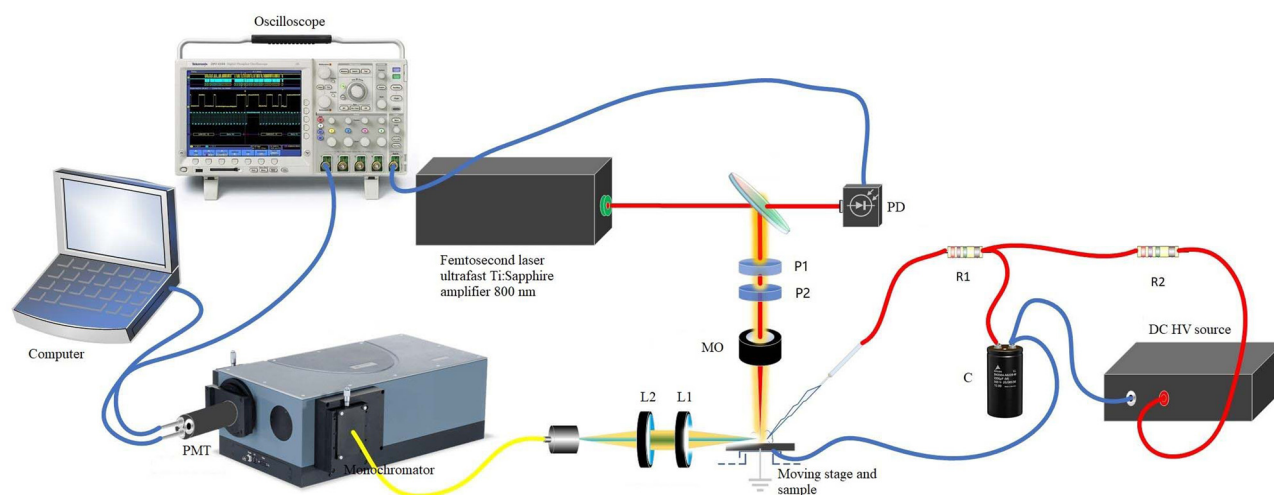 Oscilloscope
Tektronix
PD
Femtosecond laser
ultrafast Ti:Sapphire
amplifier 800 nm
P1
P2
R1
R2
Computer
MO
DC HV source
C
L2 L1
PMT
Monochromator
Moving stage and
sample